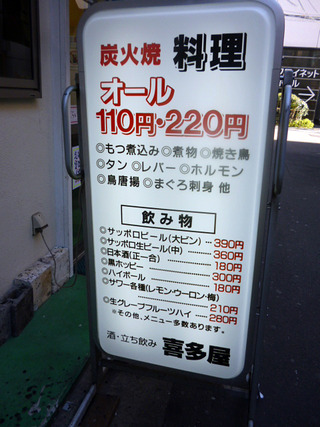 炭火焼 料理
オール
110円・220円
◎もつ煮込み◎煮物◎焼き鳥
◎タン ◎レバー◎ホルモン
◎鳥唐揚 ◎まぐろ刺身 他
飲み物
◎サッポロビール(大ビン)…390円
◎サッポロ生ビール(中)………360円
◎日本酒(正一合)………180円
◎黒ホッピー………300円
◎ハイボール………180円
◎サワー各種(レモン・ウーロン・梅)
………210円
◎生グレープフルーツハイ……280円
※その他、メニュー多数あります。
酒・立ち飲み 喜多屋